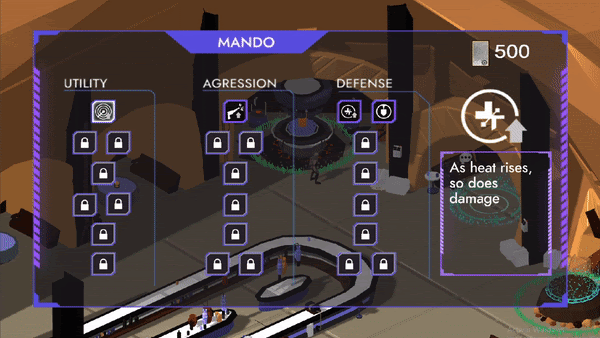 MANDO
500
UTILITY
AGRESSION
DEFENSE
As heat rises,
so does
damage